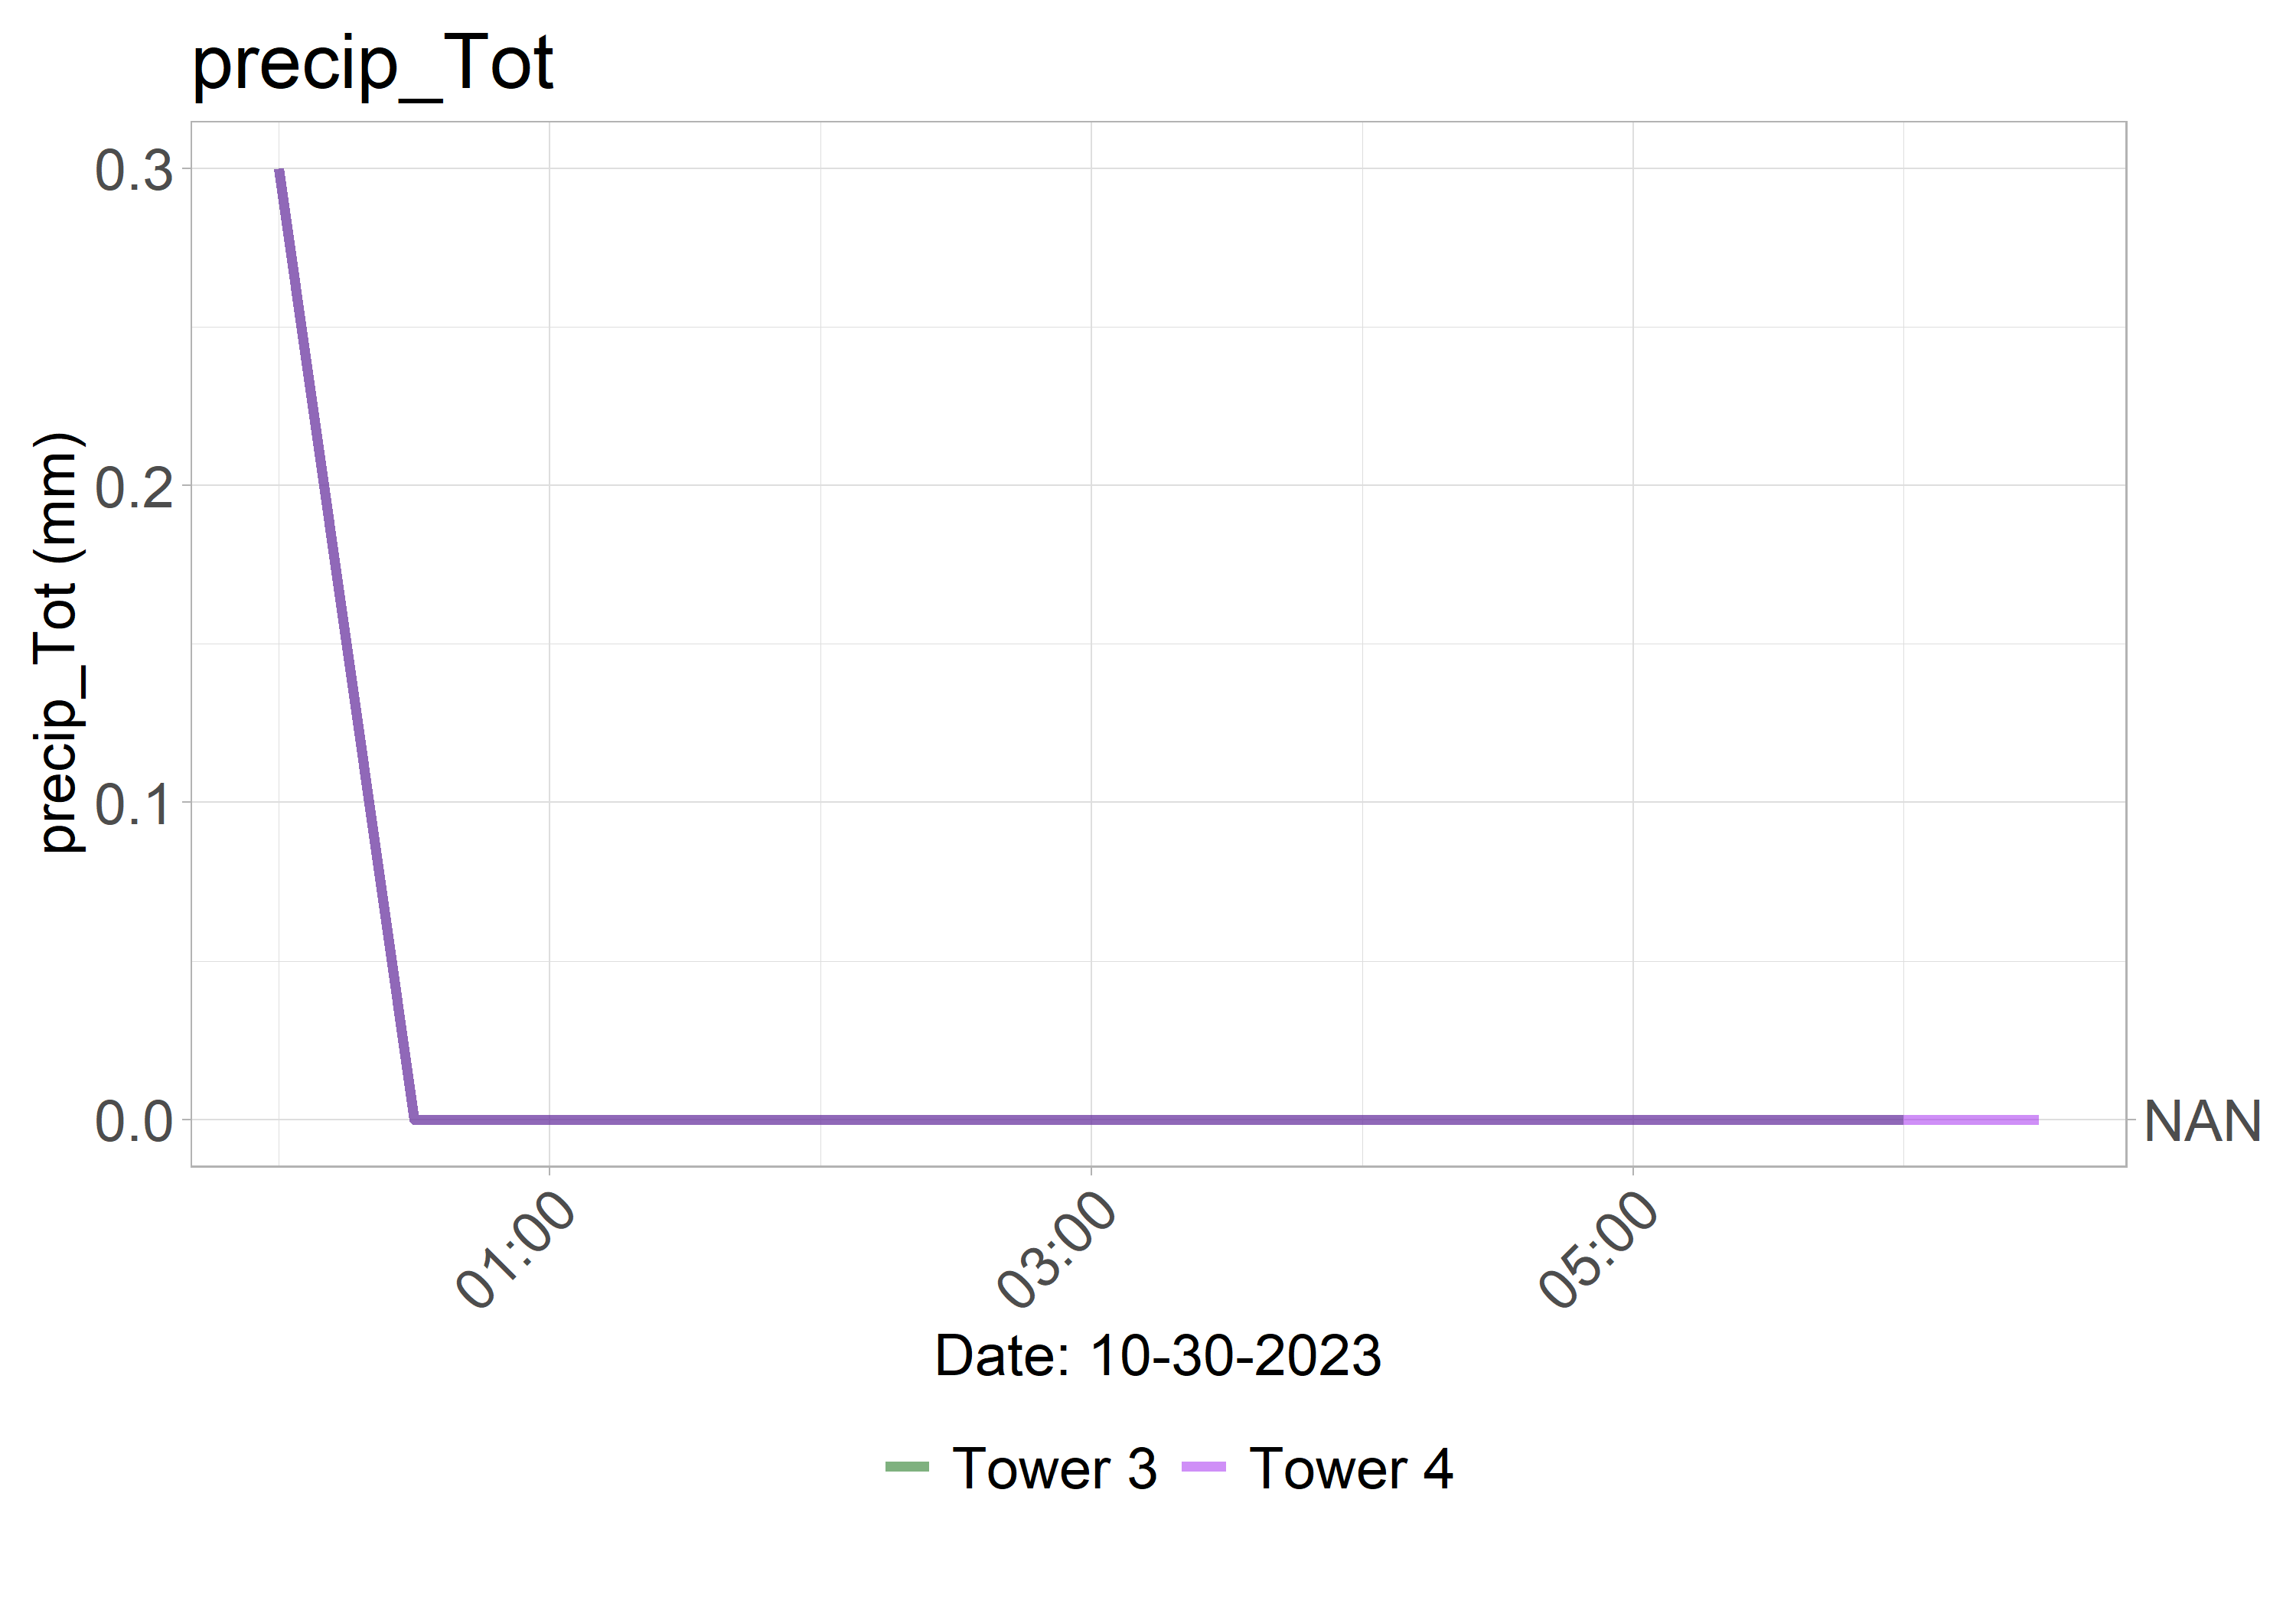 precip_Tot
precip_Tot (mm)
0.3
0.2
0.1
0.0
NAN
01:00
03:00
05:00
Date: 10-30-2023
Tower 3
Tower 4